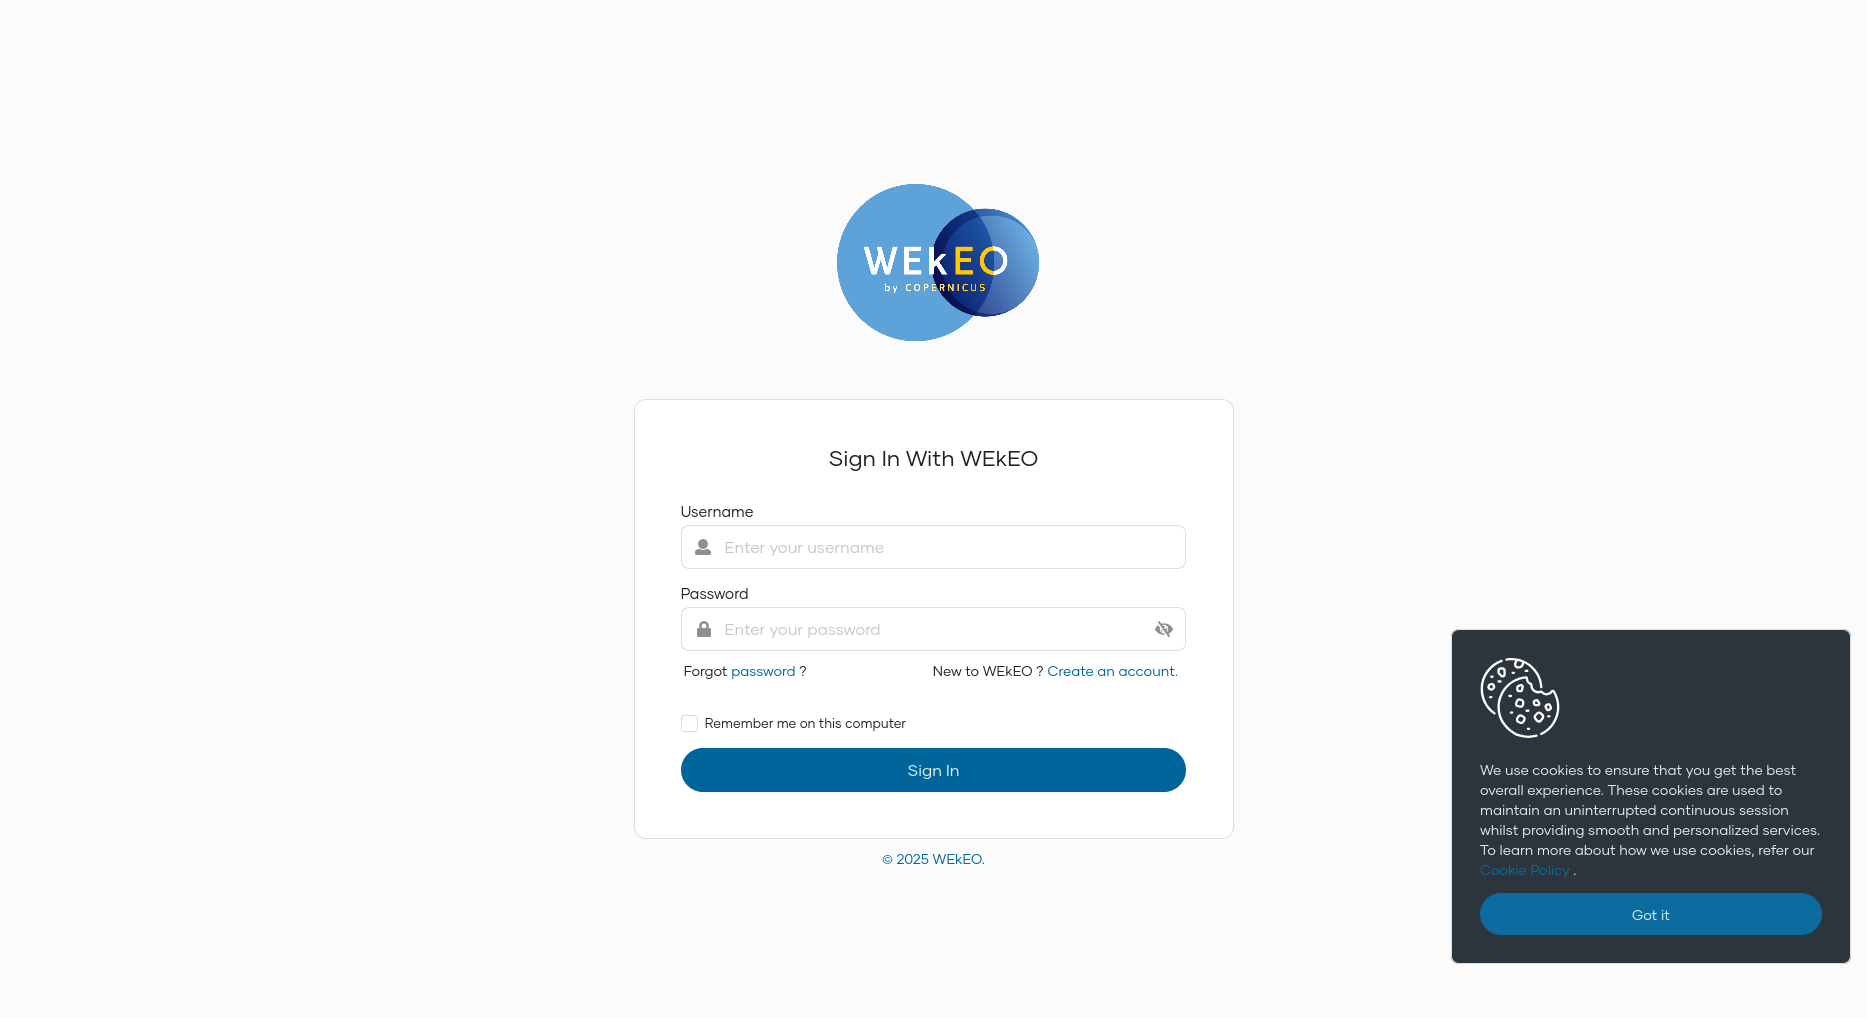 WEkEO
by COPERNICUS
Sign In With WEkEO
Username
Enter your username
Password
Enter your password
Forgot password ?
New to WEkEO ? Create an account.
Remember me on this computer
Sign In
© 2025 WEkEO.
We use cookies to ensure that you get the best
overall experience. These cookies are used to
maintain an uninterrupted continuous session
whilst providing smooth and personalized services.
To learn more about how we use cookies, refer our
Cookie Policy .
Got it